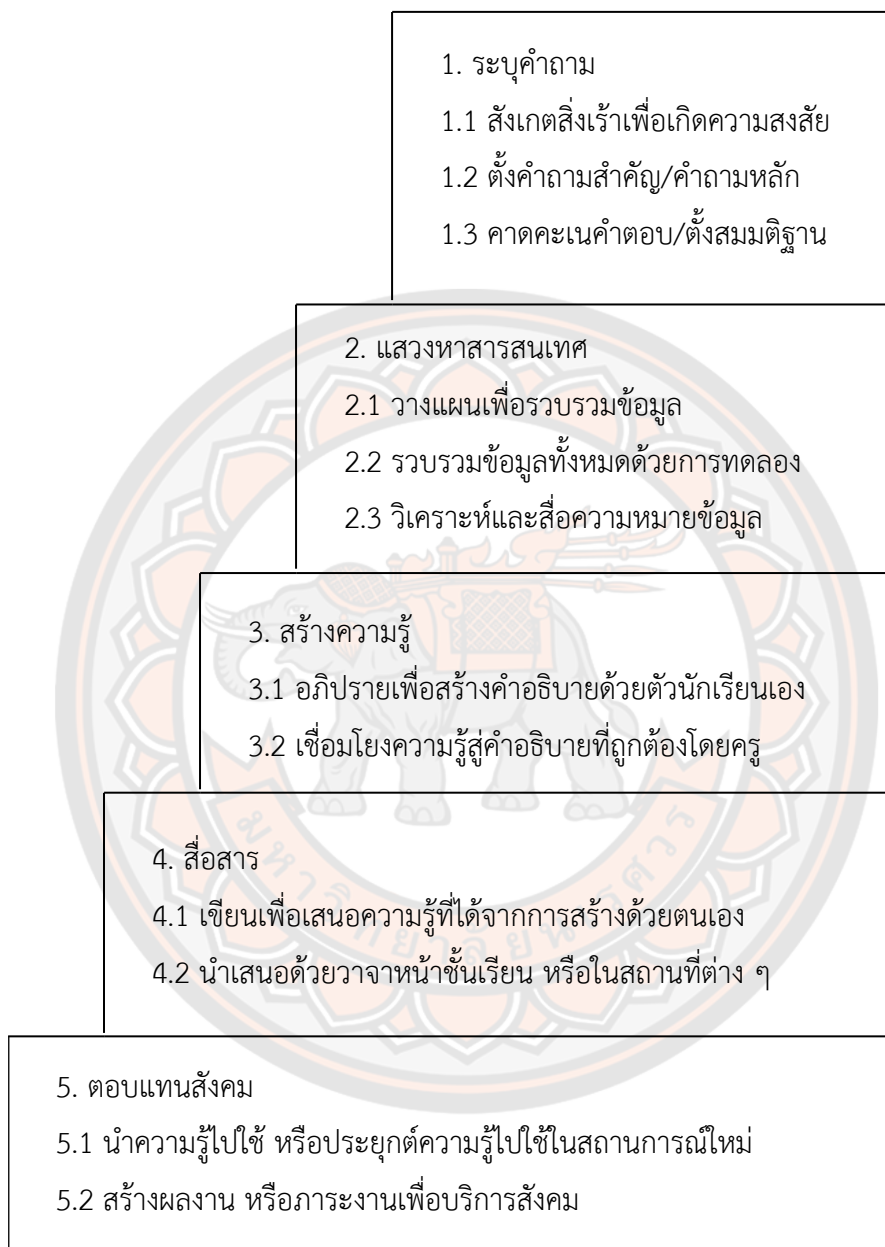 1. ระบุคำถาม
1.1 สังเกตสิ่งเร้าเพื่อเกิดความสงสัย
1.2 ตั้งคำถามสำคัญ/คำถามหลัก
1.3 คาดคะเนคำตอบ/ตั้งสมมติฐาน
2. แสวงหาสารสนเทศ
2.1 วางแผนเพื่อรวบรวมข้อมูล
2.2 รวบรวมข้อมูลทั้งหมดด้วยการทดลอง
2.3 วิเคราะห์และสื่อความหมายข้อมูล
3. สร้างความรู้
3.1 อภิปรายเพื่อสร้างคำอธิบายด้วยตัวนักเรียนเอง
3.2 เชื่อมโยงความรู้สู่คำอธิบายที่ถูกต้องโดยครู
4. สื่อสาร
4.1 เขียนเพื่อเสนอความรู้ที่ได้จากการสร้างด้วยตนเอง
4.2 นำเสนอด้วยวาจาหน้าชั้นเรียน หรือในสถานที่ต่าง ๆ
มหาวิทยาลัยนเรศวร
5. ตอบแทนสังคม
5.1 นำความรู้ไปใช้ หรือประยุกต์ความรู้ไปใช้ในสถานการณ์ใหม่
5.2 สร้างผลงาน หรือภาระงานเพื่อบริการสังคม